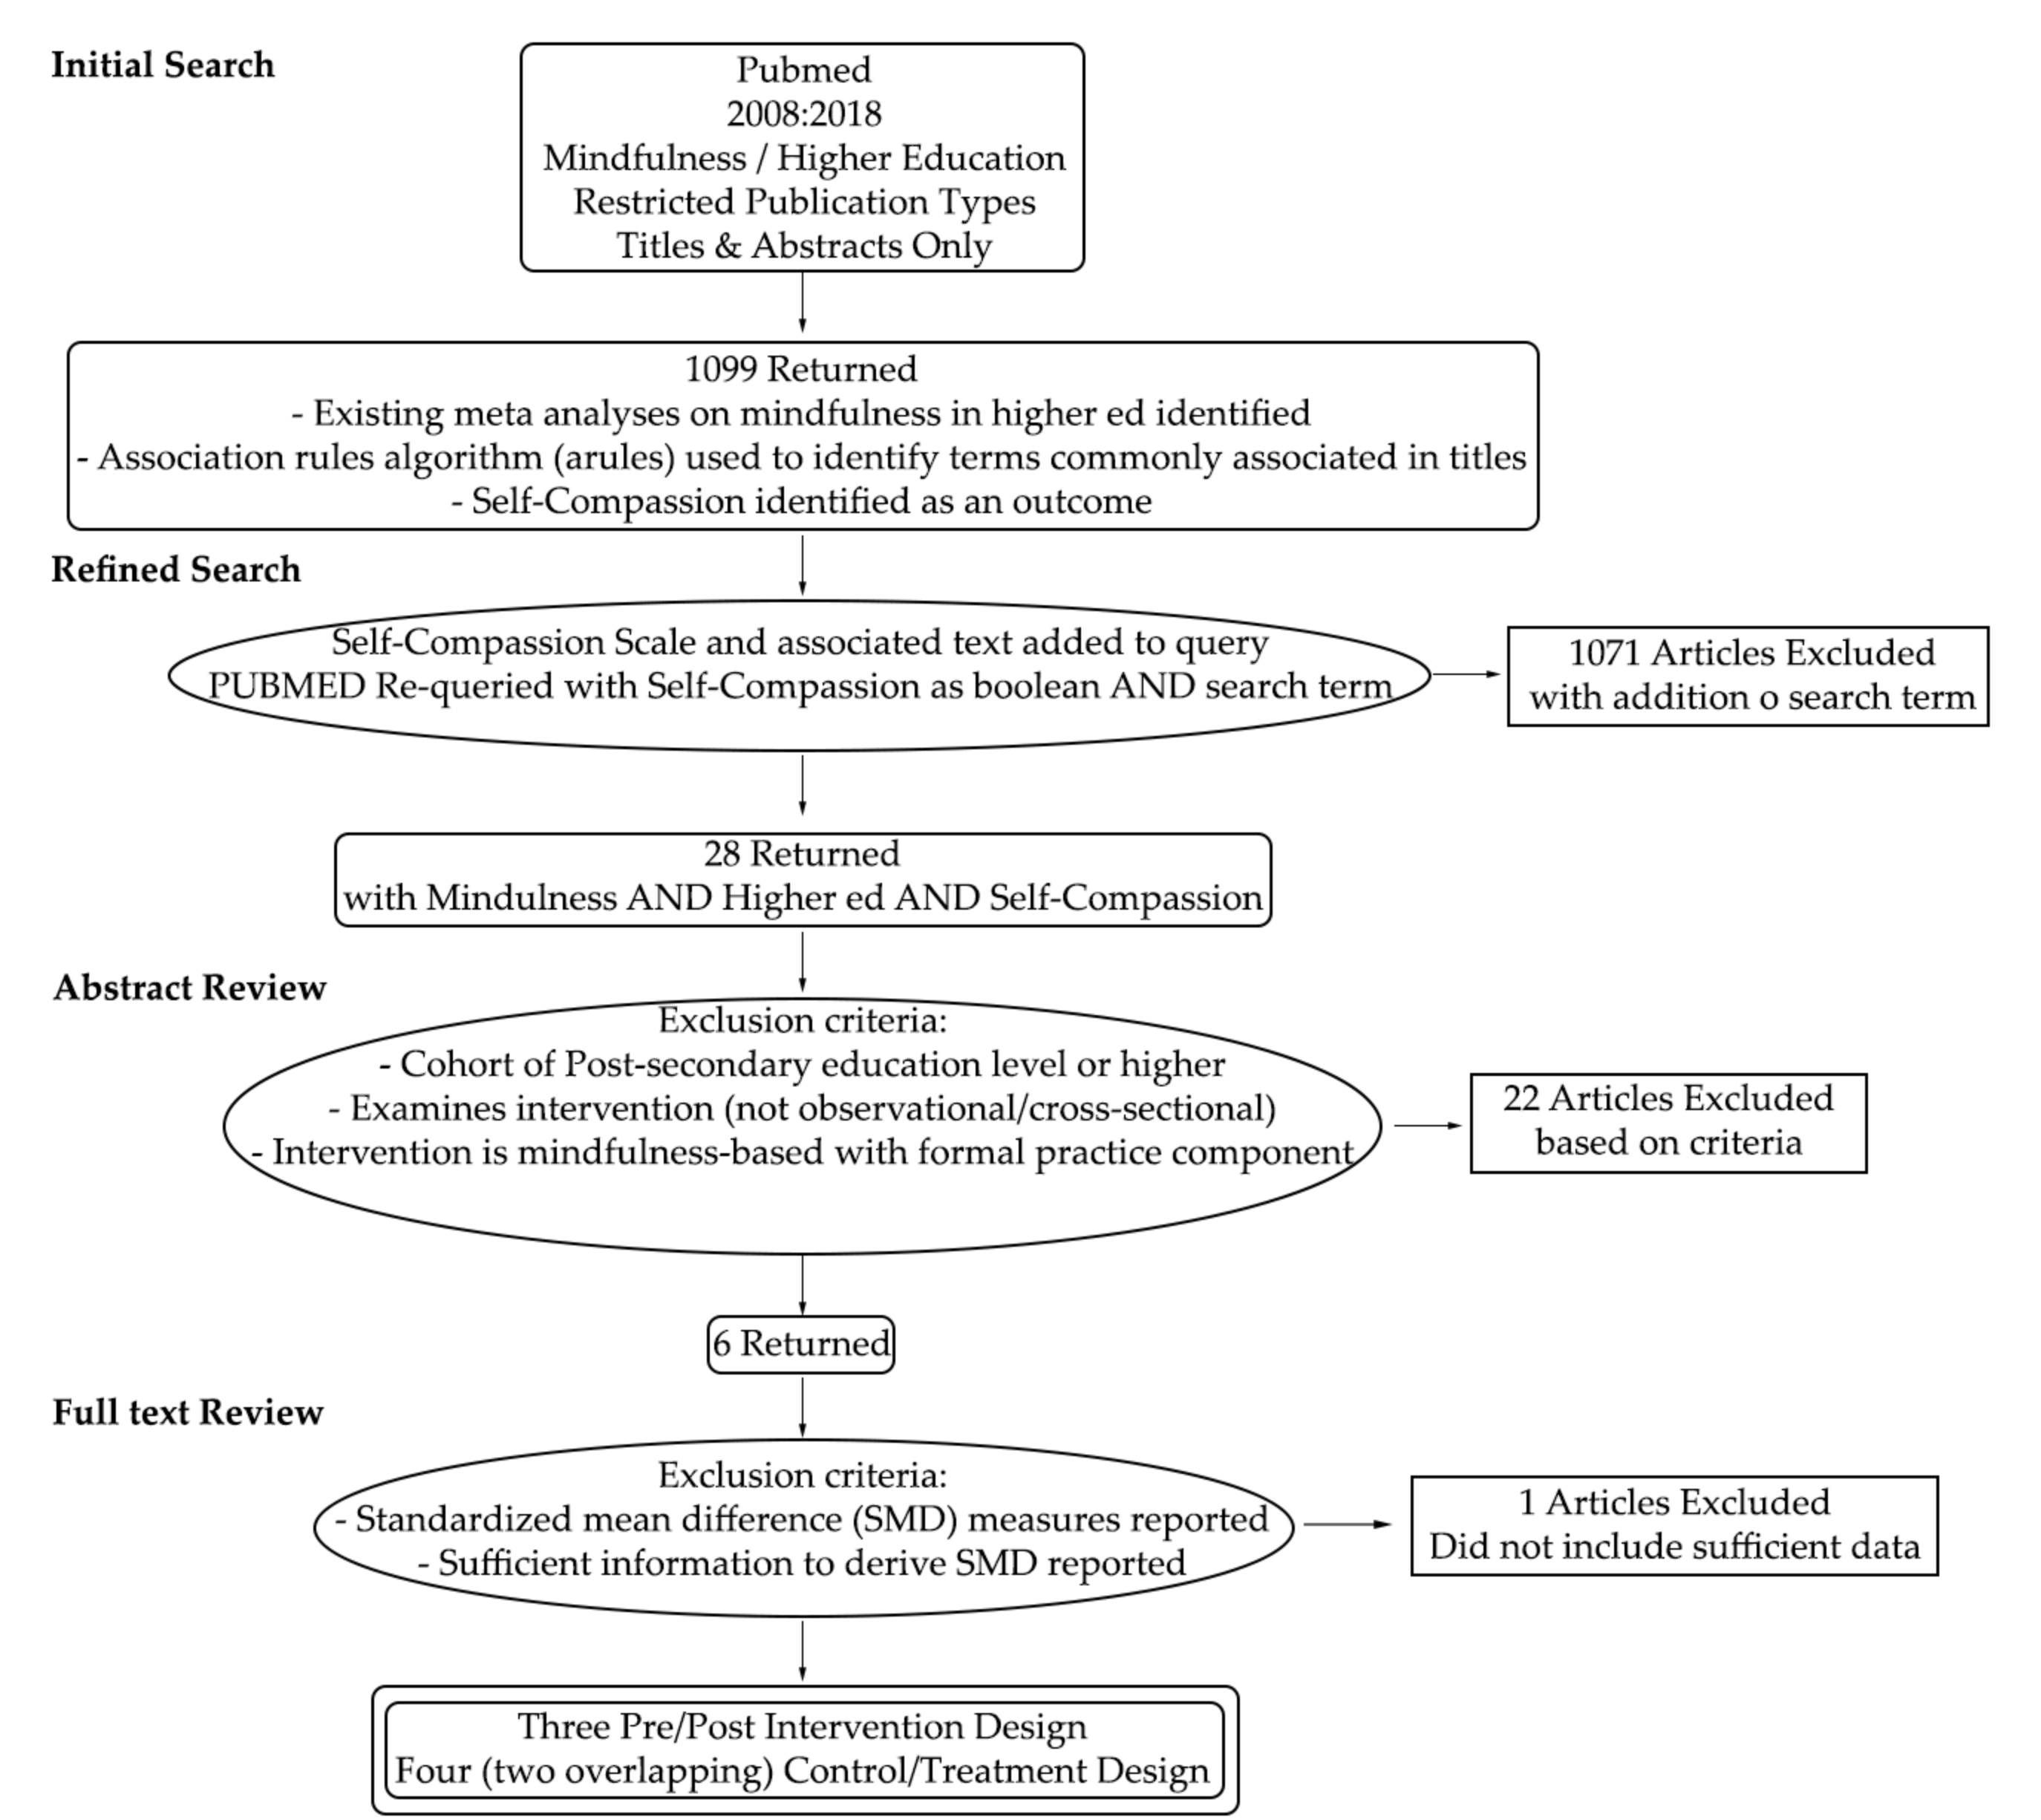 Initial Search
Pubmed
2008:2018
Mindfulness / Higher Education
Restricted Publication Types
Titles & Abstracts Only
1099 Returned
- Existing meta analyses on mindfulness in higher ed identified
- Association rules algorithm (arules) used to identify terms commonly associated in titles
- Self-Compassion identified as an outcome
Refined Search
Self-Compassion Scale and associated text added to query
PUBMED Re-queried with Self-Compassion as boolean AND search term
1071 Articles Excluded
with addition o search term
28 Returned
with Mindulness AND Higher ed AND Self-Compassion
Abstract Review
Exclusion criteria:
- Cohort of Post-secondary education level or higher
- Examines intervention (not observational/cross-sectional)
- Intervention is mindfulness-based with formal practice component
22 Articles Excluded
based on criteria
6 Returned
Full text Review
Exclusion criteria:
- Standardized mean difference (SMD) measures reported
- Sufficient information to derive SMD reported
1 Articles Excluded
Did not include sufficient data
Three Pre/Post Intervention Design
Four (two overlapping) Control/Treatment Design